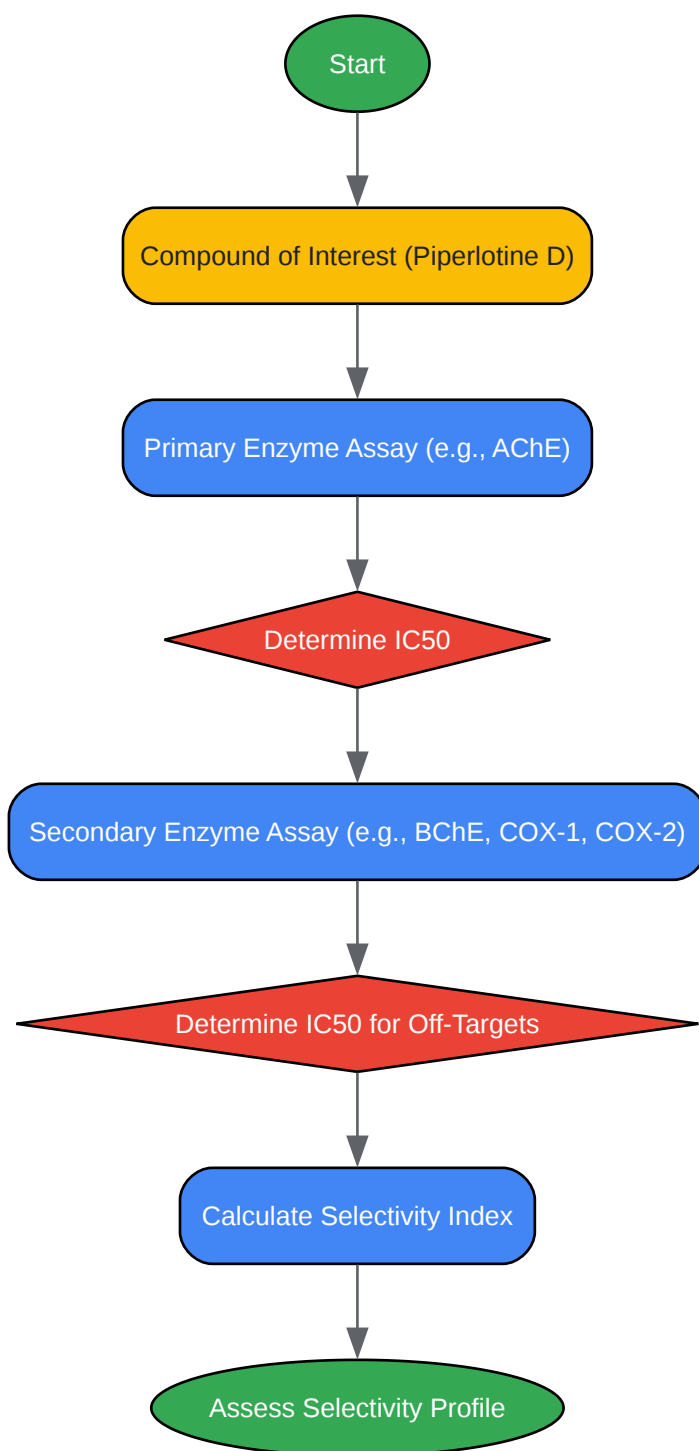 Start
Compound of Interest (Piperlotine D)
Primary Enzyme Assay (e.g., AChE)
Determine IC50
Secondary Enzyme Assay (e.g., BChE, COX-1, COX-2)
Determine IC50 for Off-Targets
Calculate Selectivity Index
Assess Selectivity Profile